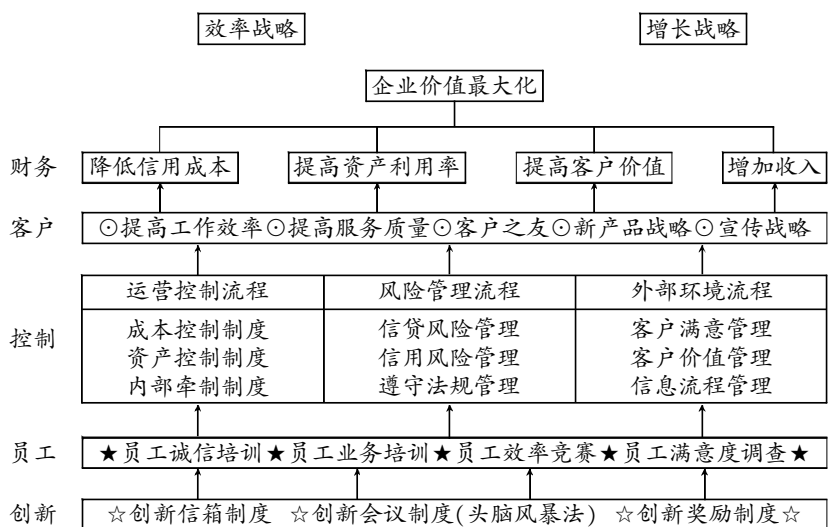 效率战略 增长战略
企业价值最大化
财务 降低信用成本 提高资产利用率 提高客户价值 增加收入
客户 ⊙提高工作效率⊙提高服务质量⊙客户之友⊙新产品战略⊙宣传战略
运营控制流程 风险管理流程 外部环境流程
控制 成本控制制度 信贷风险管理 客户满意管理
资产控制制度 信用风险管理 客户价值管理
内部牵制制度 遵守法规管理 信息流程管理
员工 ★员工诚信培训★员工业务培训★员工效率竞赛★员工满意度调查★
创新 ☆创新信箱制度 ☆创新会议制度(头脑风暴法) ☆创新奖励制度☆